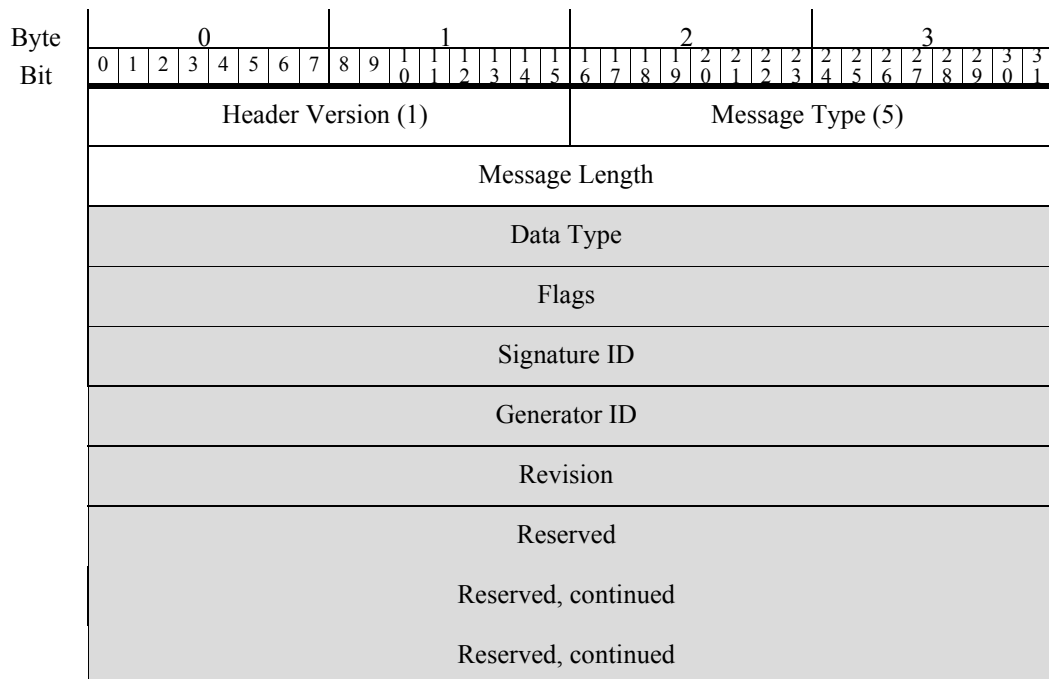 Byte 0 1 2 3
Bit 0 1 2 3 4 5 6 7 8 9 10 11 12 13 14 15 16 17 18 19 20 21 22 23 24 25 26 27 28 29 30 31
Header Version (1) Message Type (5)
Message Length
Data Type
Flags
Signature ID
Generator ID
Revision
Reserved
Reserved, continued
Reserved, continued